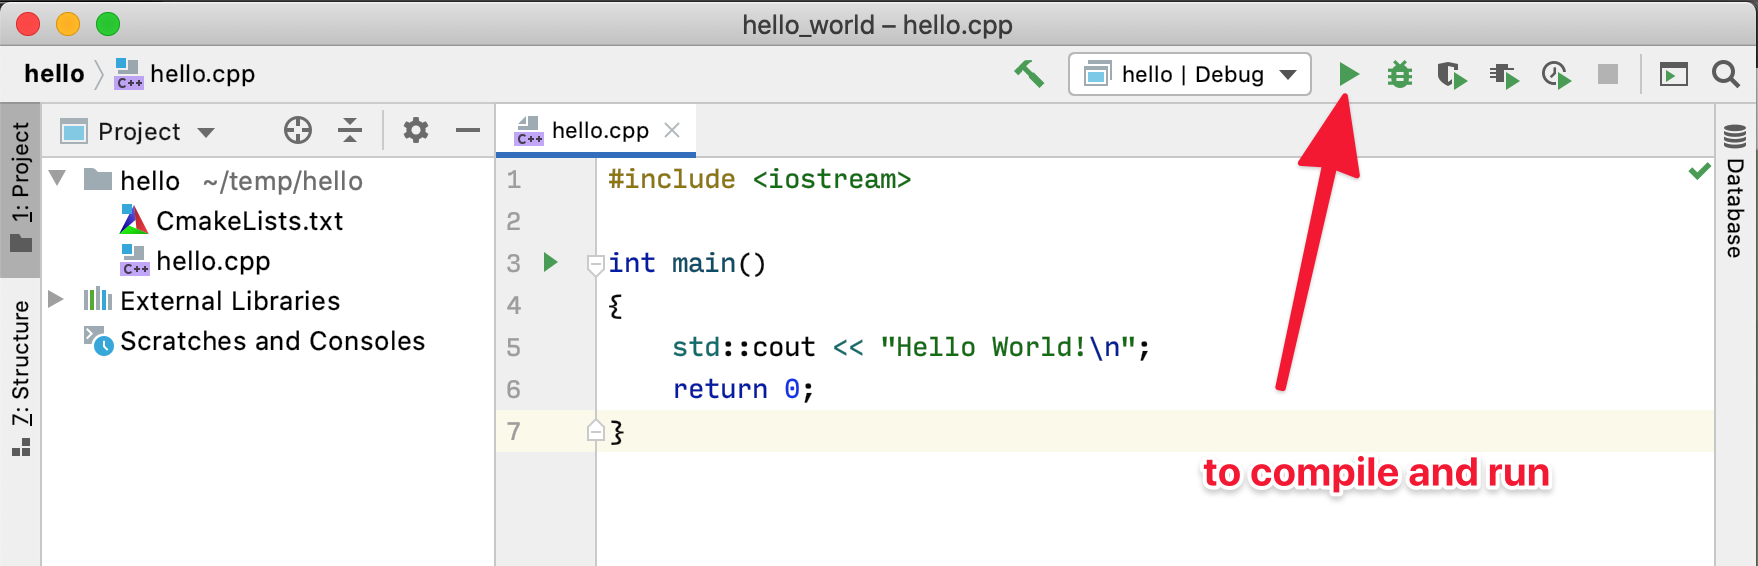 hello_world – hello.cpp
hello hello.cpp hello | Debug
1: Project
Z: Structure
Project
hello ~/temp/hello
CmakeLists.txt
C++ hello.cpp
External Libraries
Scratches and Consoles
C++ hello.cpp
1 #include <iostream>
2
3 int main()
4 {
5 std::cout << "Hello World!\n";
6 return 0;
7 }
to compile and run
Database